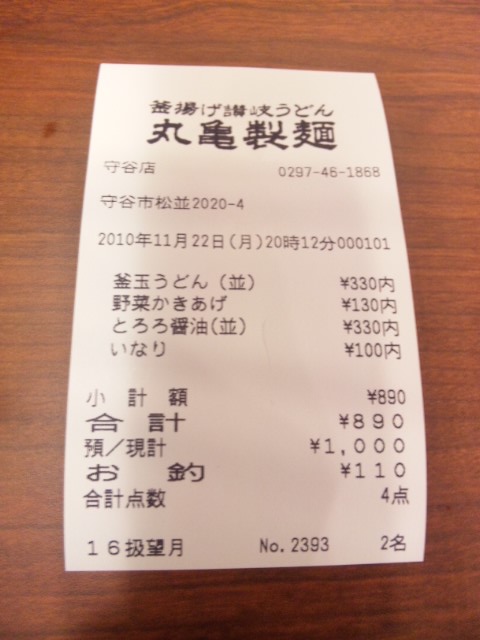 釜揚げ讃岐うどん
丸亀製麺
守谷店 0297-46-1868
守谷市松並2020-4
2010年11月22日(月)20時12分000101
釜玉うどん(並) ¥330内
野菜かきあげ ¥130内
とろろ醤油(並) ¥330内
いなり ¥100内
小計額 ¥890
合計 ¥890
預/現計 ¥1,000
お釣 ¥110
合計点数 4点
16扱望月 No.2393 2名